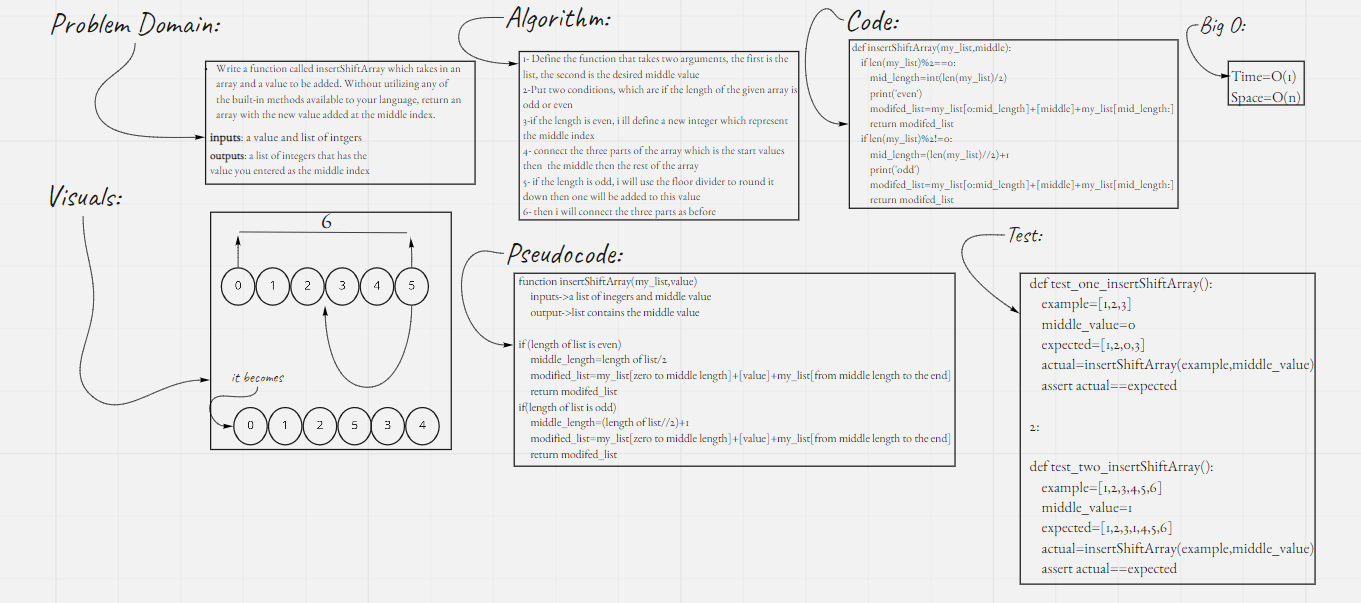 Problem Domain:
Write a function called insertShiftArray which takes in an
array and a value to be added. Without utilizing any of
the built-in methods available to your language, return an
array with the new value added at the middle index.
inputs: a value and list of intgers
outputs: a list of integers that has the
value you entered as the middle index
Visuals:
6
0 1 2 3 4 5
it becomes
0 1 2 5 3 4
Algorithm:
1- Define the function that takes two arguments, the first is the
list, the second is the desired middle value
2-Put two conditions, which are if the length of the given array is
odd or even
3-if the length is even, i ill define a new integer which represent
the middle index
4- connect the three parts of the array which is the start values
then the middle then the rest of the array
5- if the length is odd, i will use the floor divider to round it
down then one will be added to this value
6- then i will connect the three parts as before
Pseudocode:
function insertShiftArray(my_list,value)
inputs->a list of inegers and middle value
output->list contains the middle value
if (length of list is even)
middle_length=length of list/2
modified_list=my_list[zero to middle length]+[value]+my_list[from middle length to the end]
return modifed_list
if(length of list is odd)
middle_length=(length of list//2)+1
modified_list=my_list[zero to middle length]+[value]+my_list[from middle length to the end]
return modifed_list
Code:
def insertShiftArray(my_list,middle):
if len(my_list)%2==0:
mid_length=int(len(my_list)/2)
print('even')
modifed_list=my_list[0:mid_length]+[middle]+my_list[mid_length:]
return modifed_list
if len(my_list)%2!=0:
mid_length=(len(my_list)//2)+1
print('odd')
modifed_list=my_list[0:mid_length]+[middle]+my_list[mid_length:]
return modifed_list
Big O:
Time=O(1)
Space=O(n)
Test:
def test_one_insertShiftArray():
example=[1,2,3]
middle_value=0
expected=[1,2,0,3]
actual=insertShiftArray(example,middle_value)
assert actual==expected
2:
def test_two_insertShiftArray():
example=[1,2,3,4,5,6]
middle_value=1
expected=[1,2,3,1,4,5,6]
actual=insertShiftArray(example,middle_value)
assert actual==expected